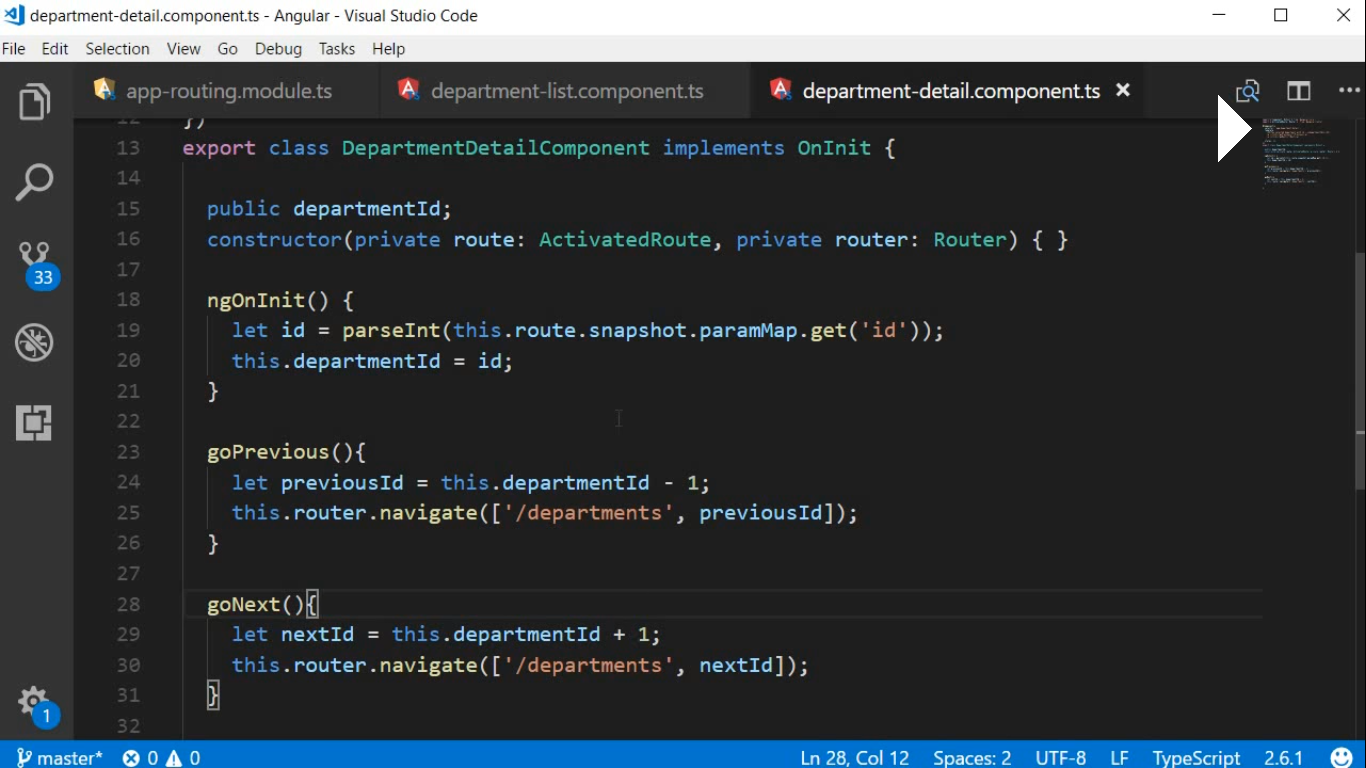 department-detail.component.ts - Angular - Visual Studio Code
File Edit Selection View Go Debug Tasks Help
app-routing.module.ts department-list.component.ts department-detail.component.ts
12 })
13 export class DepartmentDetailComponent implements OnInit {
14
15 public departmentId;
16 constructor(private route: ActivatedRoute, private router: Router) { }
17
18 ngOnInit() {
19 let id = parseInt(this.route.snapshot.paramMap.get('id'));
20 this.departmentId = id;
21 }
22
23 goPrevious(){
24 let previousId = this.departmentId - 1;
25 this.router.navigate(['/departments', previousId]);
26 }
27
28 goNext(){
29 let nextId = this.departmentId + 1;
30 this.router.navigate(['/departments', nextId]);
31 }
32
33
1
master* 0 0 Ln 28, Col 12 Spaces: 2 UTF-8 LF TypeScript 2.6.1